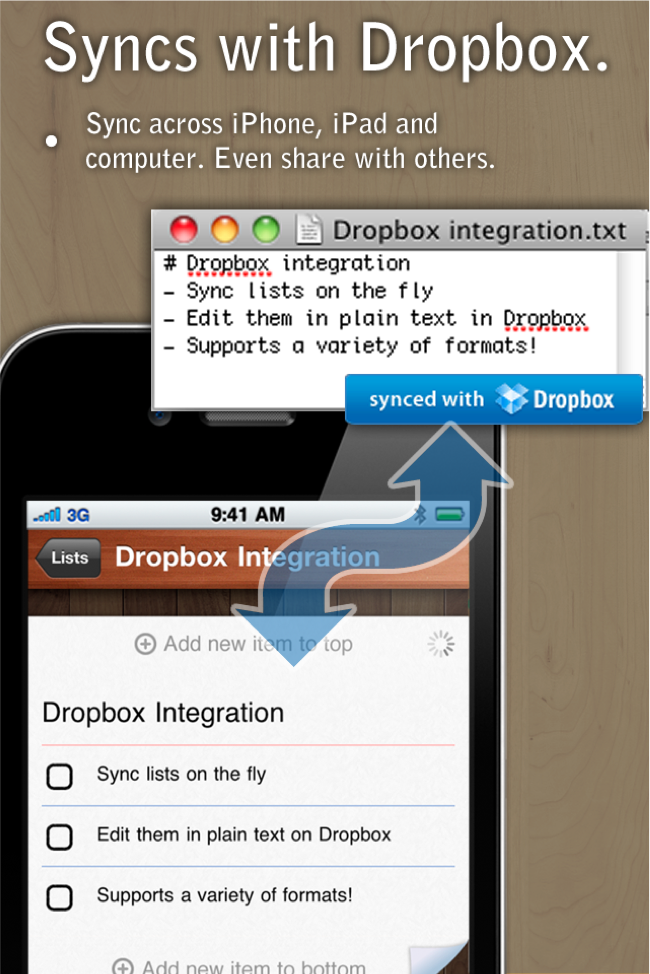 Syncs with Dropbox.
• Sync across iPhone, iPad and
computer. Even share with others.
Dropbox integration.txt
# Dropbox integration
- Sync lists on the fly
- Edit them in plain text in Dropbox
- Supports a variety of formats!
synced with Dropbox
3G 9:41 AM
Lists Dropbox Integration
Add new item to top
Dropbox Integration
Sync lists on the fly
Edit them in plain text on Dropbox
Supports a variety of formats!
Add new item to bottom